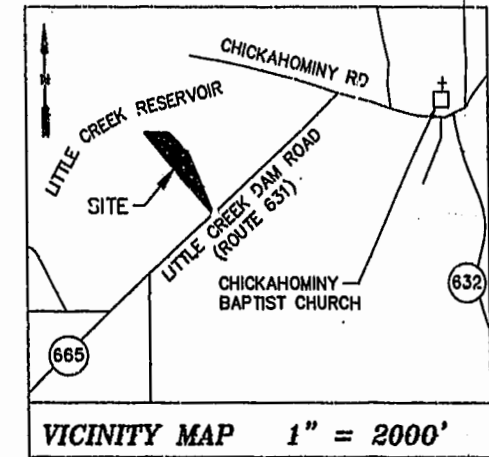 CHICKAHOMINY RD
LITTLE CREEK RESERVOIR
N
SITE
LITTLE CREEK DAM ROAD
(ROUTE 631)
CHICKAHOMINY
BAPTIST CHURCH
632
665
VICINITY MAP 1" = 2000'